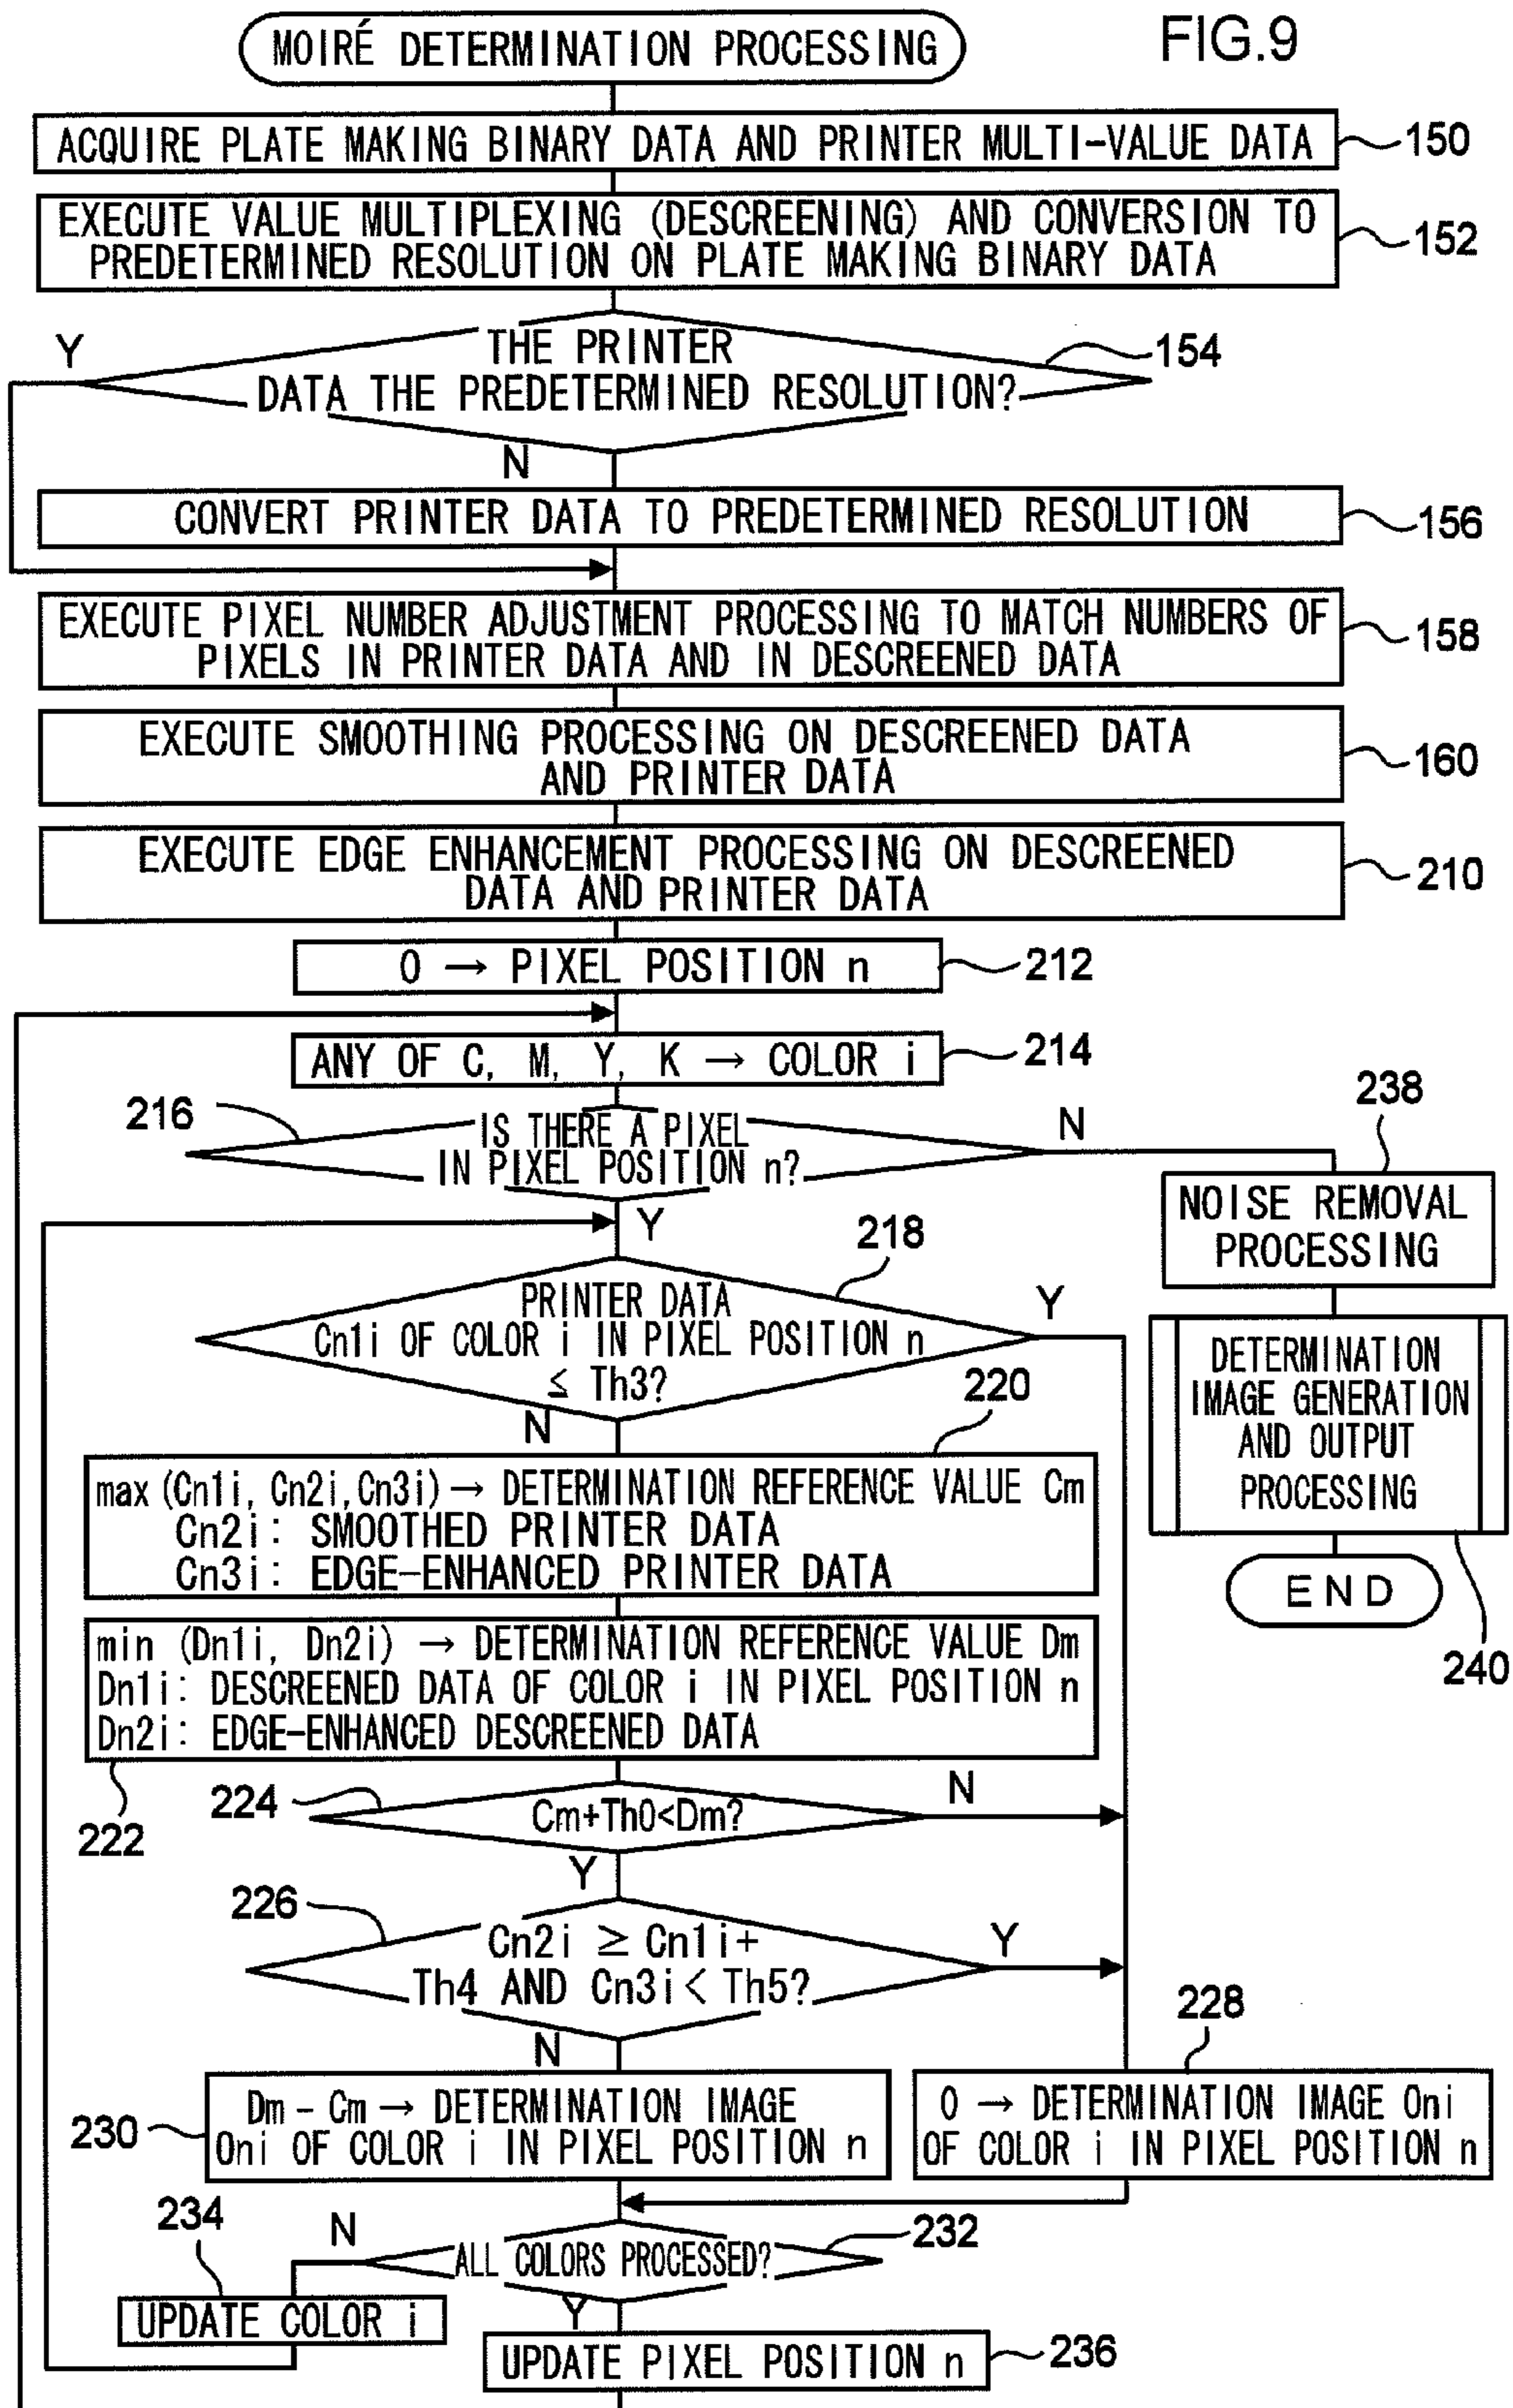 FIG.9
MOIRÉ DETERMINATION PROCESSING
ACQUIRE PLATE MAKING BINARY DATA AND PRINTER MULTI-VALUE DATA
150
EXECUTE VALUE MULTIPLEXING (DESCREENING) AND CONVERSION TO
PREDETERMINED RESOLUTION ON PLATE MAKING BINARY DATA
152
Y
THE PRINTER
DATA THE PREDETERMINED RESOLUTION?
154
N
CONVERT PRINTER DATA TO PREDETERMINED RESOLUTION
156
EXECUTE PIXEL NUMBER ADJUSTMENT PROCESSING TO MATCH NUMBERS OF
PIXELS IN PRINTER DATA AND IN DESCREENED DATA
158
EXECUTE SMOOTHING PROCESSING ON DESCREENED DATA
AND PRINTER DATA
160
EXECUTE EDGE ENHANCEMENT PROCESSING ON DESCREENED
DATA AND PRINTER DATA
210
0 → PIXEL POSITION n
212
ANY OF C, M, Y, K → COLOR i
214
216
IS THERE A PIXEL
IN PIXEL POSITION n?
N
Y
238
NOISE REMOVAL
PROCESSING
DETERMINATION
IMAGE GENERATION
AND OUTPUT
PROCESSING
240
END
218
PRINTER DATA
Cn1i OF COLOR i IN PIXEL POSITION n
≤ Th3?
Y
N
220
max (Cn1i, Cn2i,Cn3i) → DETERMINATION REFERENCE VALUE Cm
Cn2i: SMOOTHED PRINTER DATA
Cn3i: EDGE-ENHANCED PRINTER DATA
min (Dn1i, Dn2i) → DETERMINATION REFERENCE VALUE Dm
Dn1i: DESCREENED DATA OF COLOR i IN PIXEL POSITION n
Dn2i: EDGE-ENHANCED DESCREENED DATA
222
224
Cm+Th0<Dm?
N
Y
226
Cn2i ≥ Cn1i+
Th4 AND Cn3i < Th5?
Y
N
228
230
Dm - Cm → DETERMINATION IMAGE
Oni OF COLOR i IN PIXEL POSITION n
0 → DETERMINATION IMAGE Oni
OF COLOR i IN PIXEL POSITION n
232
ALL COLORS PROCESSED?
N
234
UPDATE COLOR i
Y
UPDATE PIXEL POSITION n
236